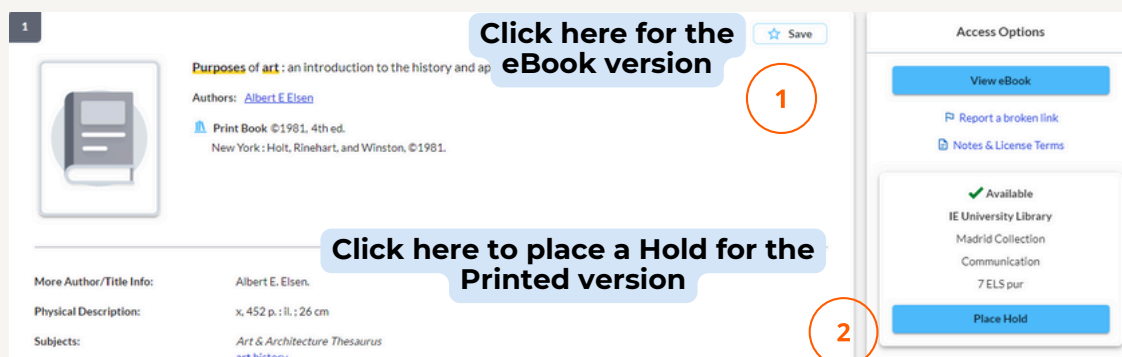 1
Click here for the
eBook version
Save
Purposes of art : an introduction to the history and ap
1
Authors: Albert E Elsen
Print Book ©1981, 4th ed.
New York : Holt, Rinehart, and Winston, ©1981.
Click here to place a Hold for the
Printed version
More Author/Title Info: Albert E. Elsen.
Physical Description: x, 452 p. : il. ; 26 cm
Subjects: Art & Architecture Thesaurus
art history
2
Access Options
View eBook
Report a broken link
Notes & License Terms
Available
IE University Library
Madrid Collection
Communication
7 ELS pur
Place Hold